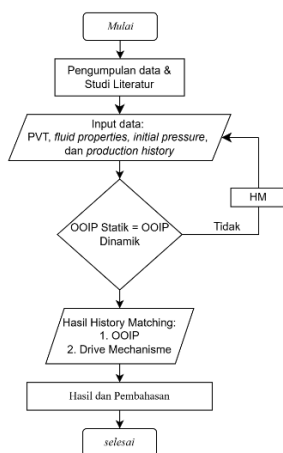 Mulai
Pengumpulan data &
Studi Literatur
Input data:
PVT, fluid properties, initial pressure,
dan production history
HM
OOIP Statik = OOIP
Dinamik
Tidak
Hasil History Matching:
1. OOIP
2. Drive Mechanisme
Hasil dan Pembahasan
selesai